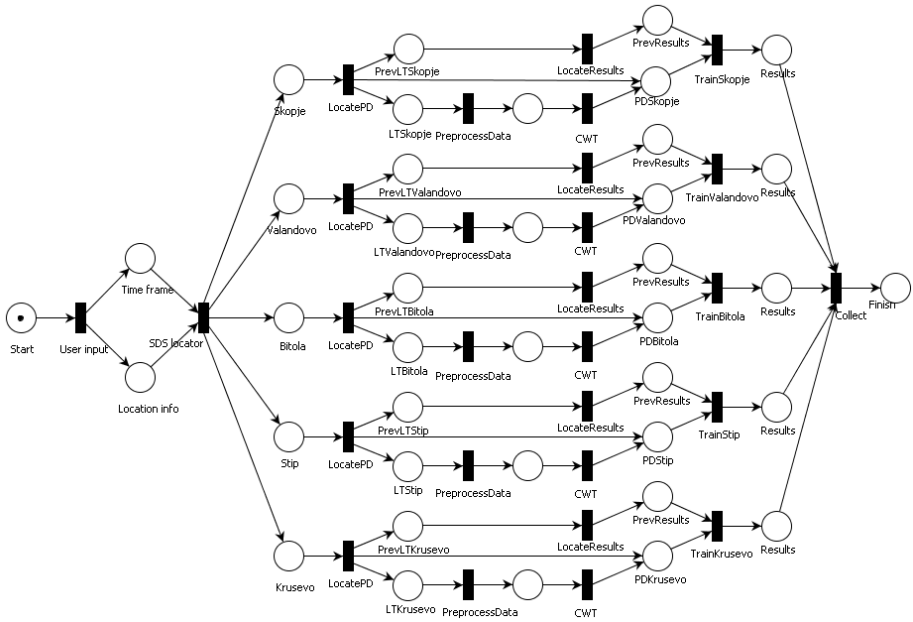 PrevResults
PrevLTSkopje
LocateResults
TrainSkopje
Results
Skopje
LocatePD
PDSkopje
LTSkopje
PreprocessData
CWT
PrevResults
PrevLTValandovo
LocateResults
TrainValandovo
Results
Valandovo
LocatePD
PDValandovo
LTValandovo
PreprocessData
CWT
Time frame
PrevResults
PrevLTBitola
LocateResults
TrainBitola
Results
Collect
Finish
Start
User input
SDS locator
Bitola
LocatePD
PDBitola
LTBitola
PreprocessData
CWT
Location info
PrevResults
PrevLTStip
LocateResults
TrainStip
Results
Stip
LocatePD
PDStip
LTStip
PreprocessData
CWT
PrevResults
PrevLTKrusevo
LocateResults
TrainKrusevo
Results
Krusevo
LocatePD
PDKrusevo
LTKrusevo
PreprocessData
CWT